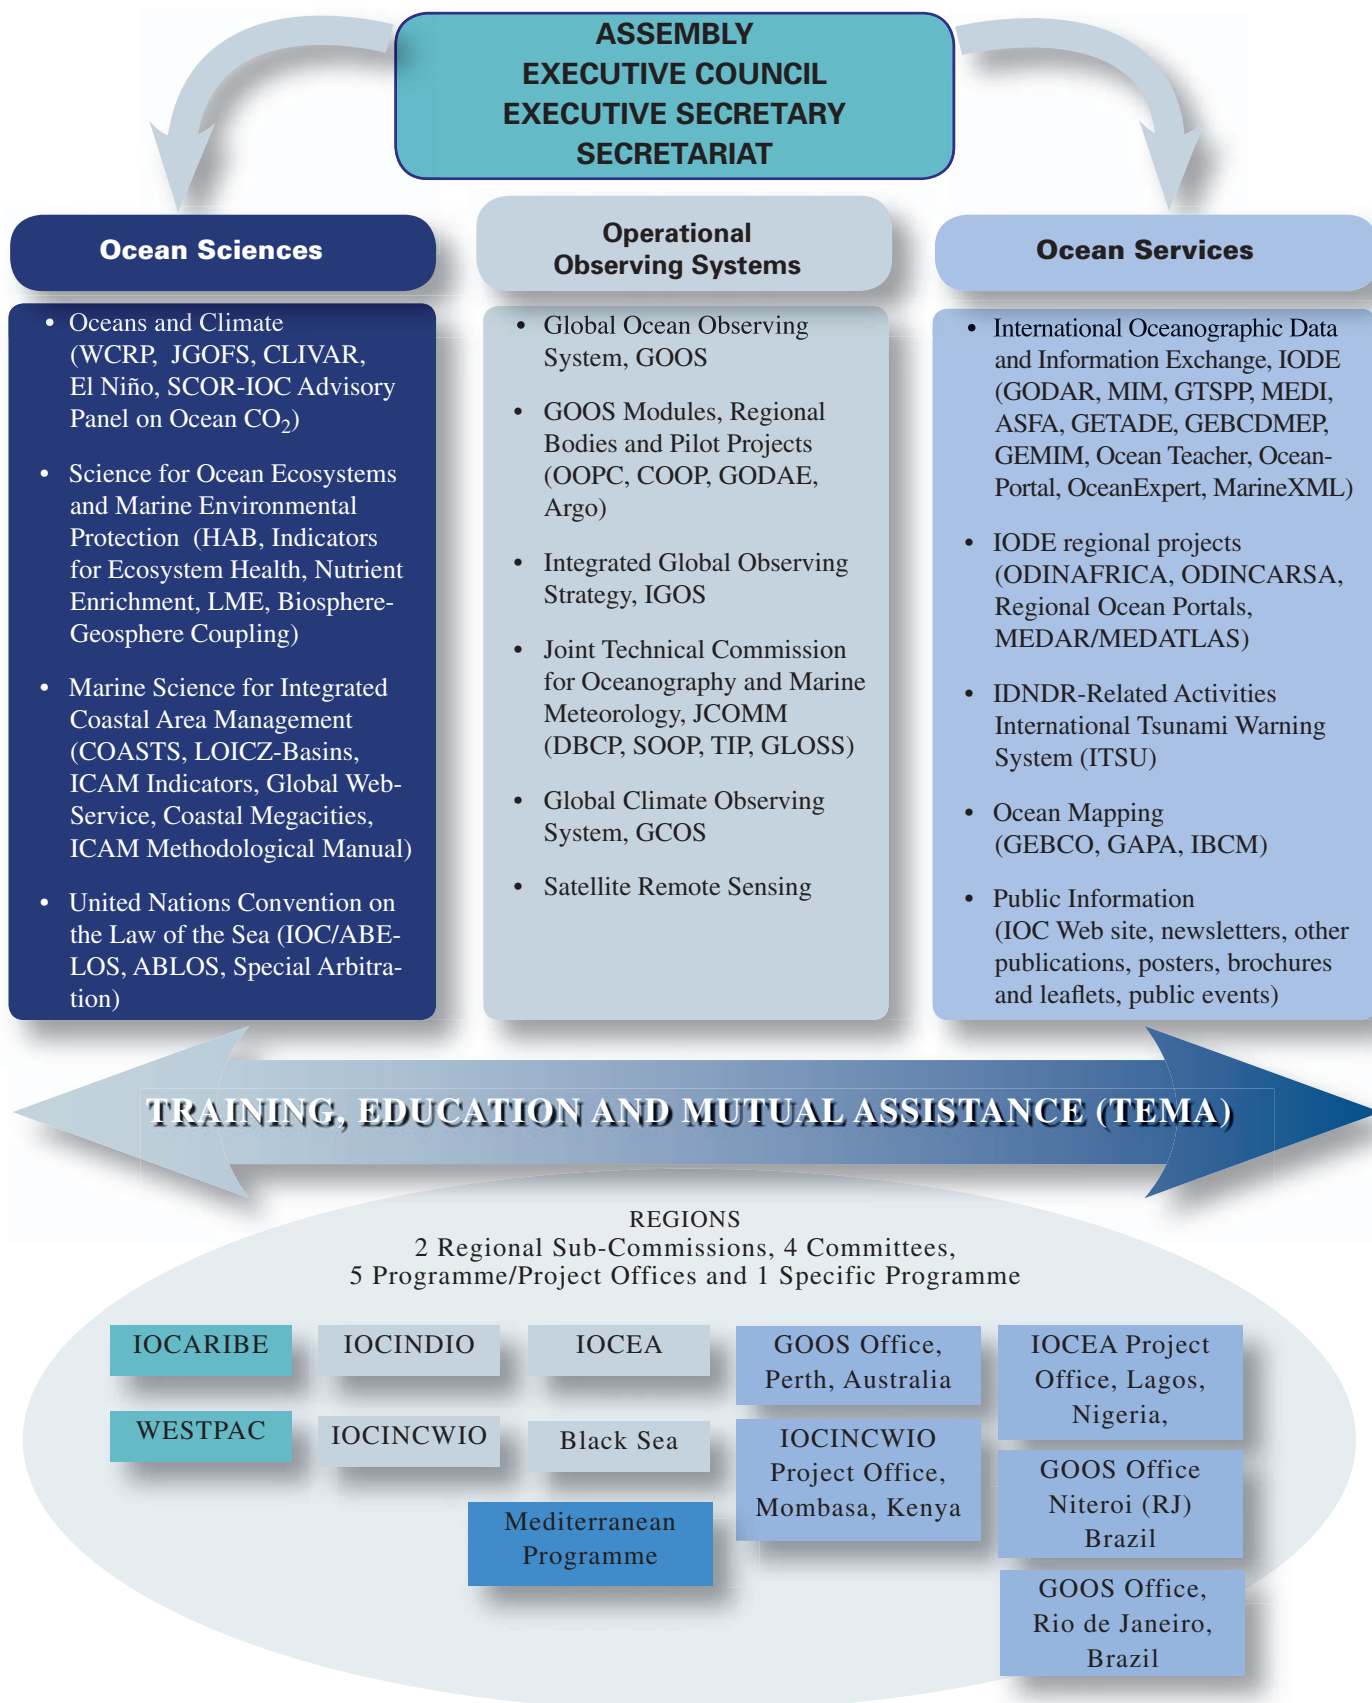 ASSEMBLY
EXECUTIVE COUNCIL
EXECUTIVE SECRETARY
SECRETARIAT
Ocean Sciences
• Oceans and Climate
(WCRP, JGOFS, CLIVAR,
El Niño, SCOR-IOC Advisory
Panel on Ocean CO₂)
• Science for Ocean Ecosystems
and Marine Environmental
Protection (HAB, Indicators
for Ecosystem Health, Nutrient
Enrichment, LME, Biosphere-
Geosphere Coupling)
• Marine Science for Integrated
Coastal Area Management
(COASTS, LOICZ-Basins,
ICAM Indicators, Global Web-
Service, Coastal Megacities,
ICAM Methodological Manual)
• United Nations Convention on
the Law of the Sea (IOC/ABE-
LOS, ABLOS, Special Arbitra-
tion)
Operational
Observing Systems
• Global Ocean Observing
System, GOOS
• GOOS Modules, Regional
Bodies and Pilot Projects
(OOPC, COOP, GODAE,
Argo)
• Integrated Global Observing
Strategy, IGOS
• Joint Technical Commission
for Oceanography and Marine
Meteorology, JCOMM
(DBCP, SOOP, TIP, GLOSS)
• Global Climate Observing
System, GCOS
• Satellite Remote Sensing
Ocean Services
• International Oceanographic Data
and Information Exchange, IODE
(GODAR, MIM, GTSPP, MEDI,
ASFA, GETADE, GEBCDMEP,
GEMIM, Ocean Teacher, Ocean-
Portal, OceanExpert, MarineXML)
• IODE regional projects
(ODINAFRICA, ODINCARSA,
Regional Ocean Portals,
MEDAR/MEDATLAS)
• IDNDR-Related Activities
International Tsunami Warning
System (ITSU)
• Ocean Mapping
(GEBCO, GAPA, IBCM)
• Public Information
(IOC Web site, newsletters, other
publications, posters, brochures
and leaflets, public events)
TRAINING, EDUCATION AND MUTUAL ASSISTANCE (TEMA)
REGIONS
2 Regional Sub-Commissions, 4 Committees,
5 Programme/Project Offices and 1 Specific Programme
IOCARIBE
WESTPAC
IOCINDIO
IOCINCWIO
IOCEA
Black Sea
Mediterranean
Programme
GOOS Office,
Perth, Australia
IOCINCWIO
Project Office,
Mombasa, Kenya
IOCEA Project
Office, Lagos,
Nigeria,
GOOS Office
Niteroi (RJ)
Brazil
GOOS Office,
Rio de Janeiro,
Brazil